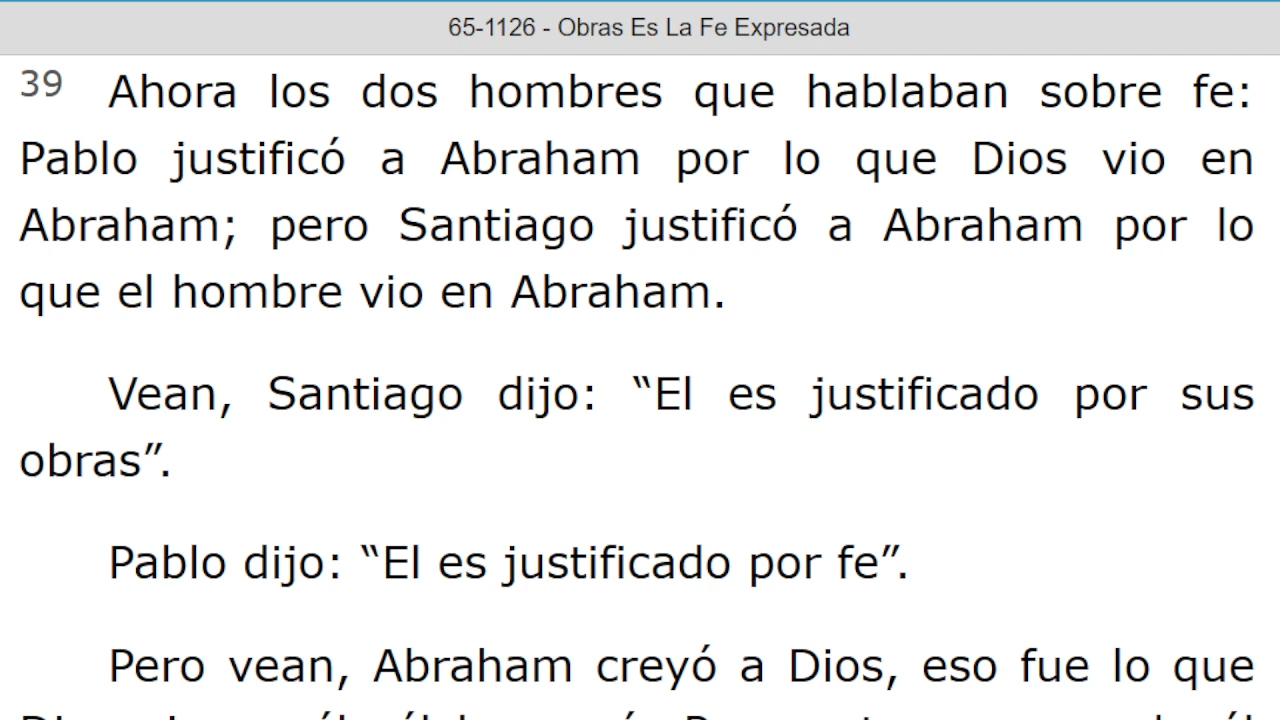 65-1126 - Obras Es La Fe Expresada
39 Ahora los dos hombres que hablaban sobre fe:
Pablo justificó a Abraham por lo que Dios vio en
Abraham; pero Santiago justificó a Abraham por lo
que el hombre vio en Abraham.
Vean, Santiago dijo: “El es justificado por sus
obras”.
Pablo dijo: “El es justificado por fe”.
Pero vean, Abraham creyó a Dios, eso fue lo que